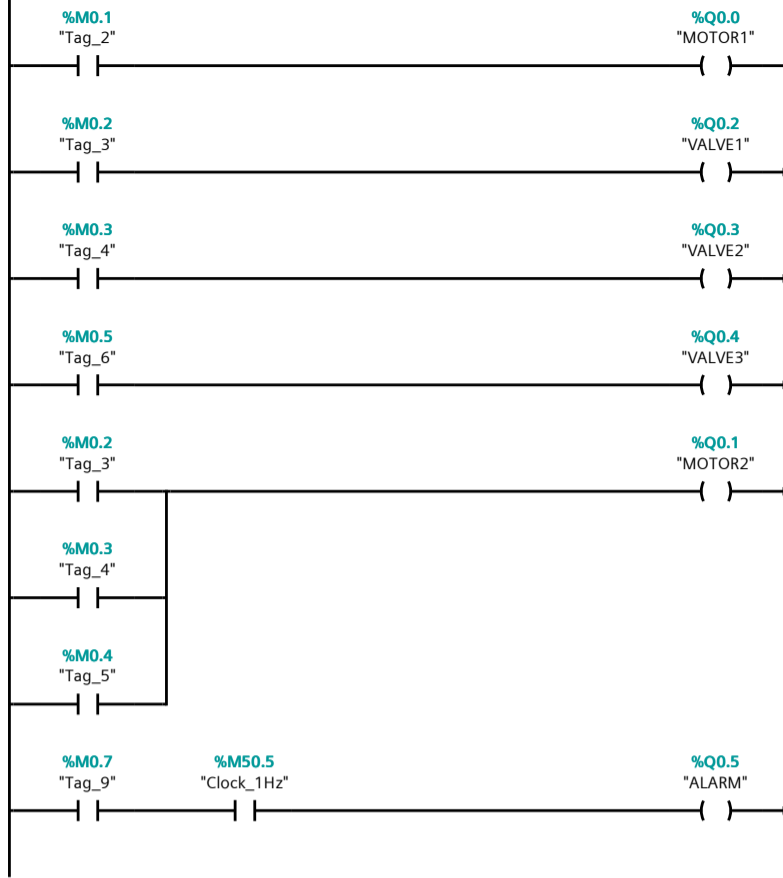 %M0.1 %Q0.0
"Tag_2" "MOTOR1"
%M0.2 %Q0.2
"Tag_3" "VALVE1"
%M0.3 %Q0.3
"Tag_4" "VALVE2"
%M0.5 %Q0.4
"Tag_6" "VALVE3"
%M0.2 %Q0.1
"Tag_3" "MOTOR2"
%M0.3
"Tag_4"
%M0.4
"Tag_5"
%M0.7 %M50.5 %Q0.5
"Tag_9" "Clock_1Hz" "ALARM"